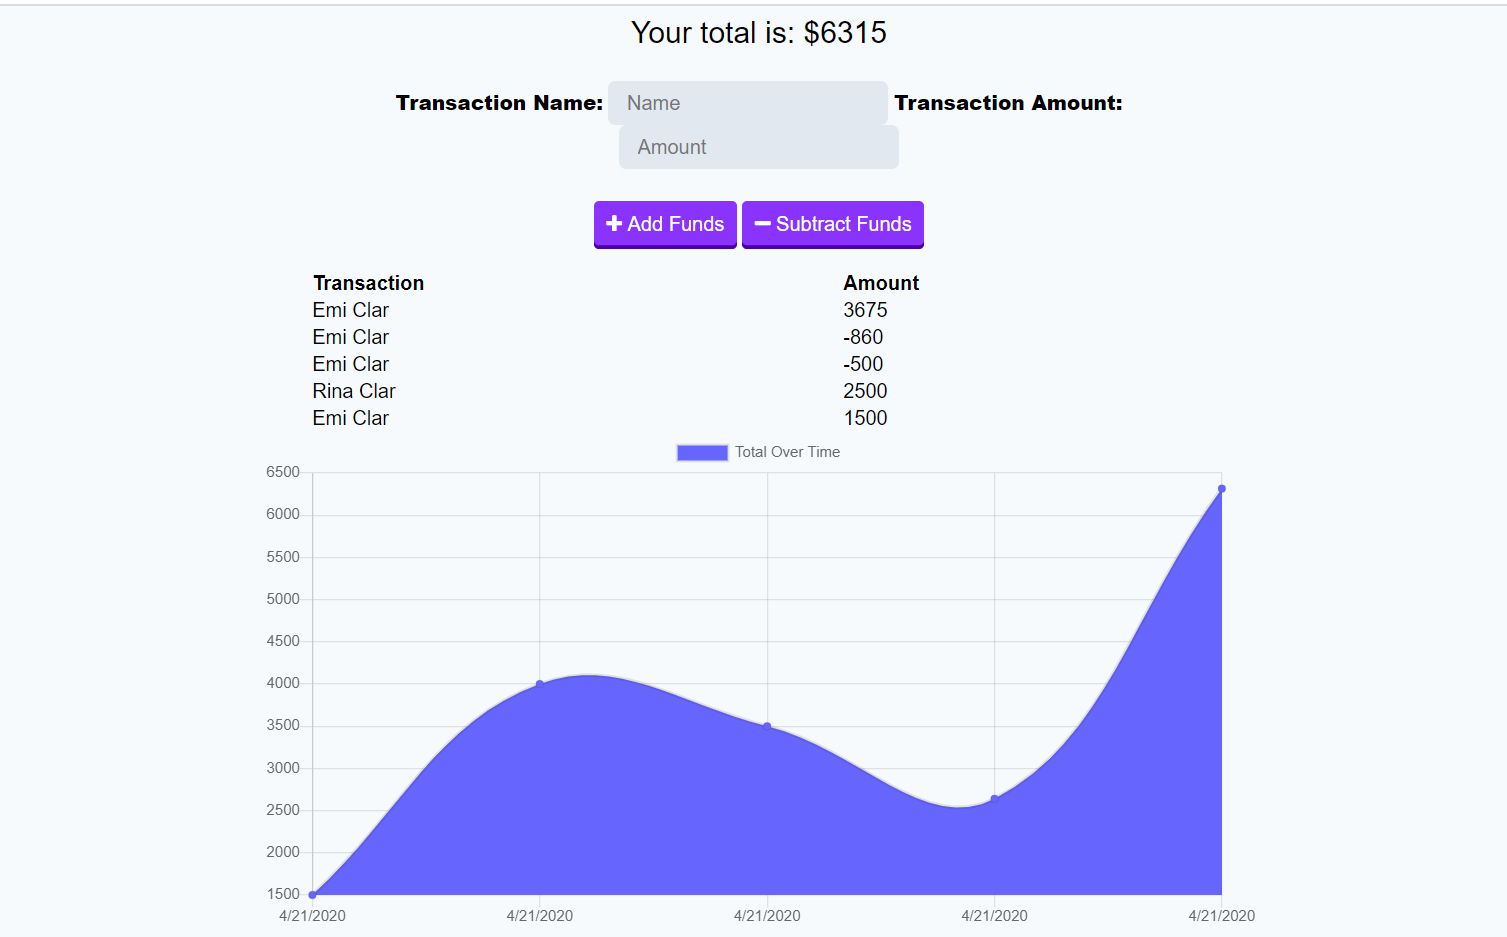 Your total is: $6315
Transaction Name: Name Transaction Amount:
Amount
Add Funds Subtract Funds
Transaction Amount
Emi Clar 3675
Emi Clar -860
Emi Clar -500
Rina Clar 2500
Emi Clar 1500
Total Over Time
6500
6000
5500
5000
4500
4000
3500
3000
2500
2000
1500
4/21/2020 4/21/2020 4/21/2020 4/21/2020 4/21/2020